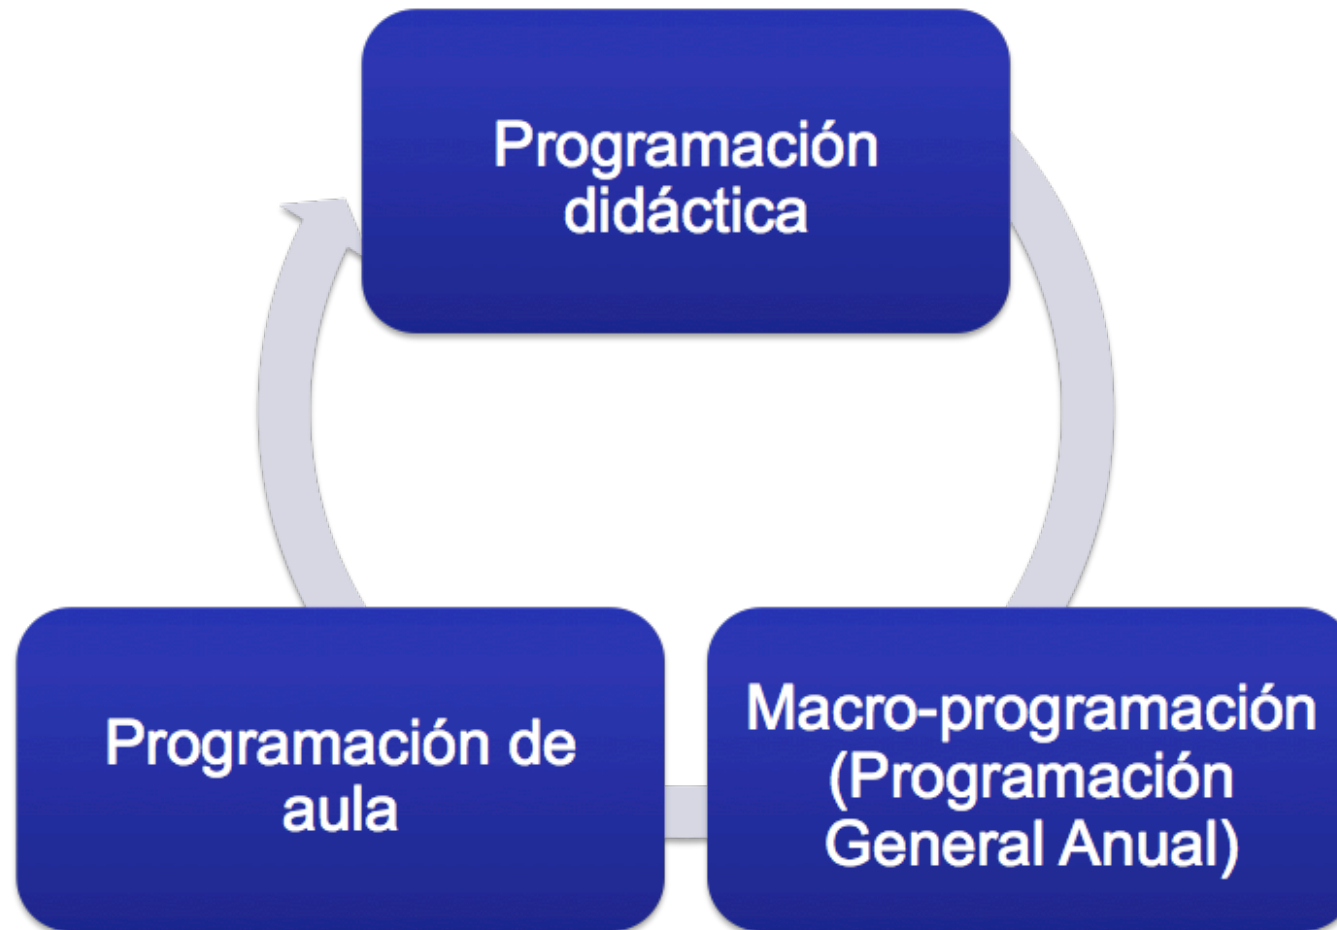 Programación
didáctica
Programación de
aula
Macro-programación
(Programación
General Anual)